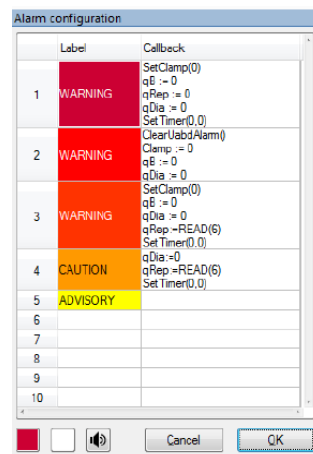 Alarm configuration
Label Callback
1 WARNING SetClamp(0)
qB := 0
qRep := 0
qDia := 0
SetTimer(0,0)
2 WARNING ClearUabdAlarm()
Clamp := 0
qB := 0
qDia := 0
3 WARNING SetClamp(0)
qB := 0
qDia := 0
qRep:=READ(6)
SetTimer(0,0)
4 CAUTION qDia:=0
qRep:=READ(6)
SetTimer(0,0)
5 ADVISORY
6
7
8
9
10
Cancel OK